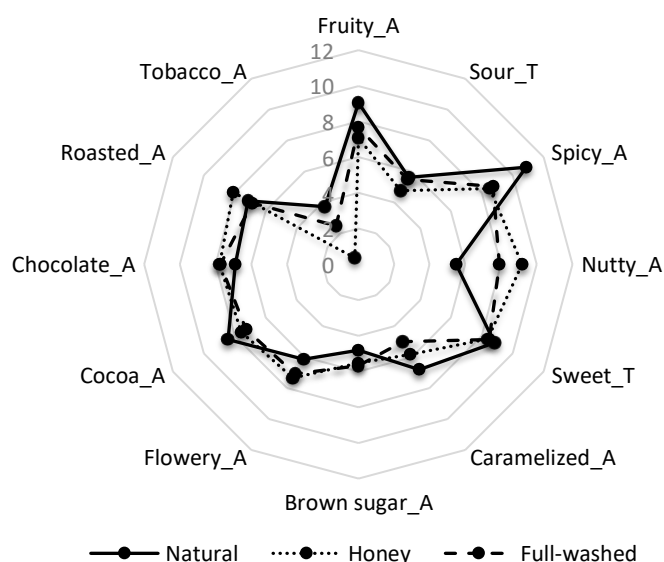 Fruity_A
Sour_T
Spicy_A
Nutty_A
Sweet_T
Caramelized_A
Brown sugar_A
Flowery_A
Cocoa_A
Chocolate_A
Roasted_A
Tobacco_A
12
10
8
6
4
2
0
Natural Honey Full-washed